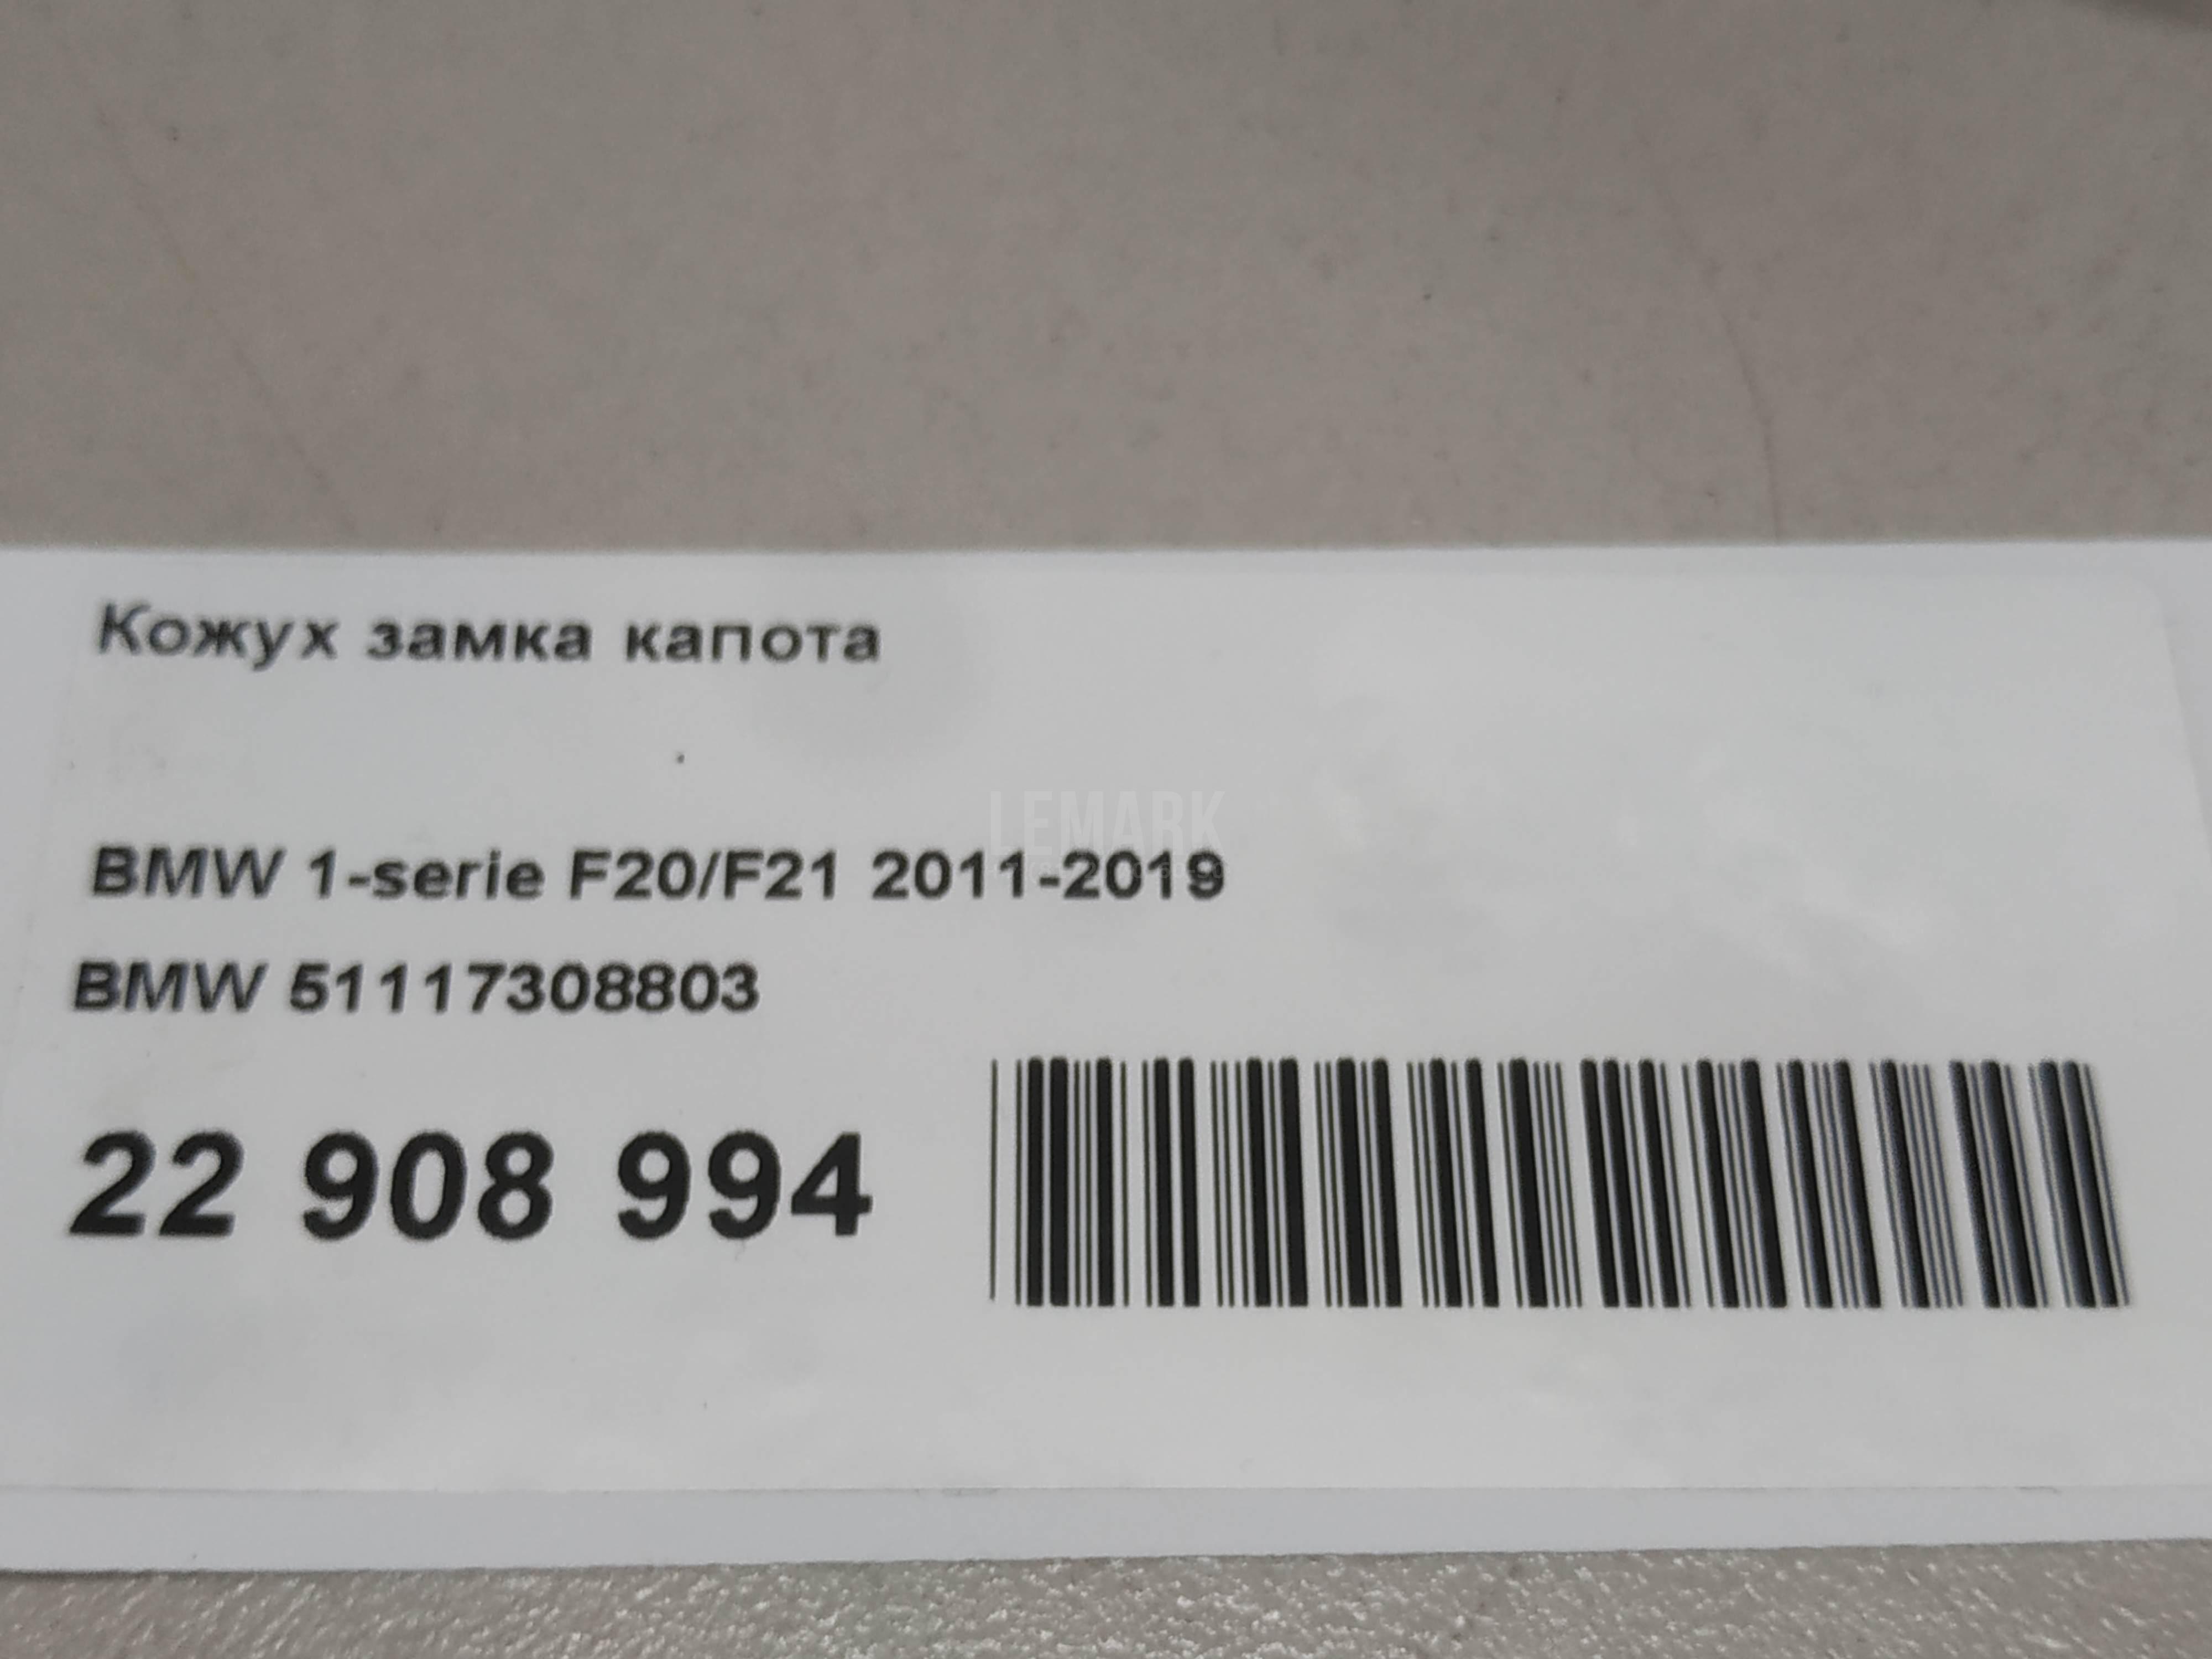 Кожух замка капота
LEMARK
BMW 1-serie F20/F21 2011-2019
BMW 51117308803
22 908 994